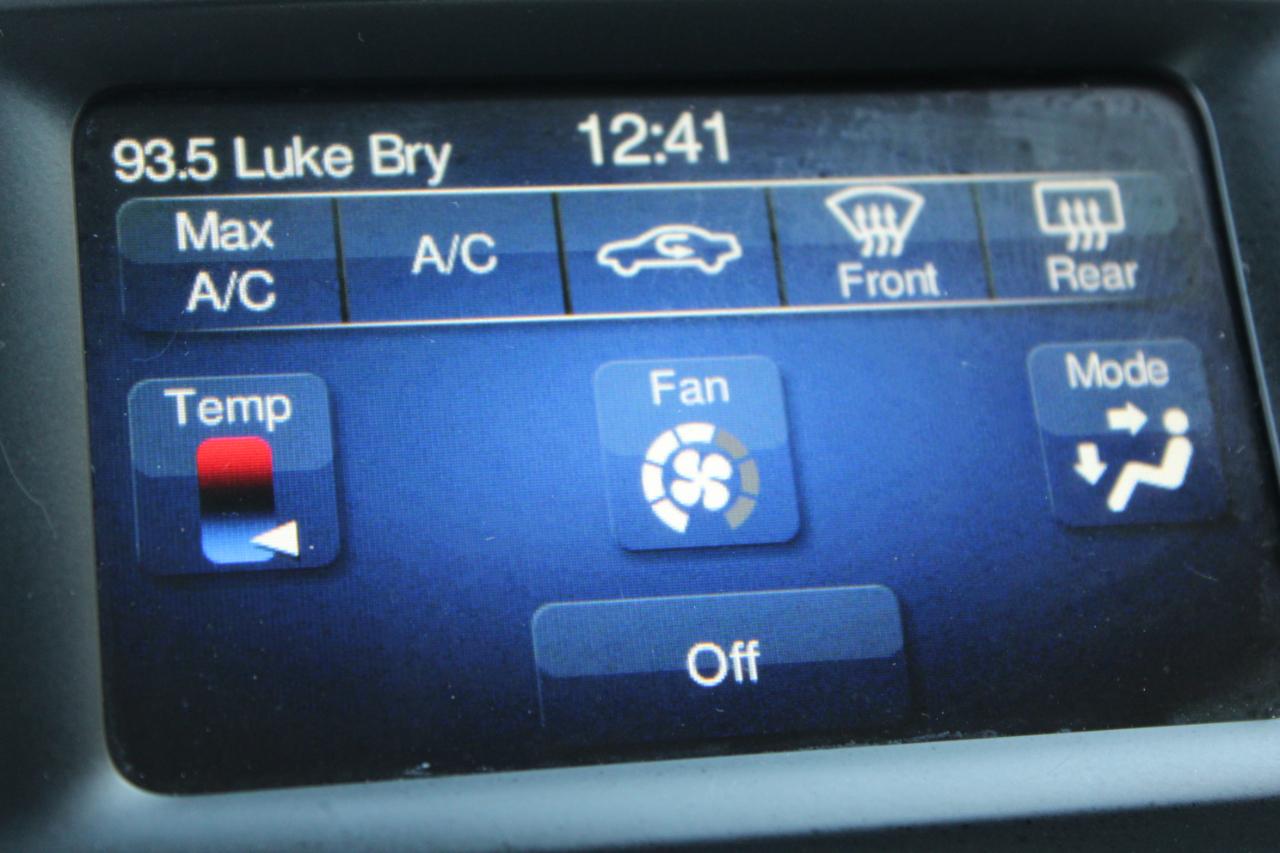 93.5 Luke Bry 12:41
Max
A/C
A/C
Front
Rear
Temp
Fan
Mode
Off